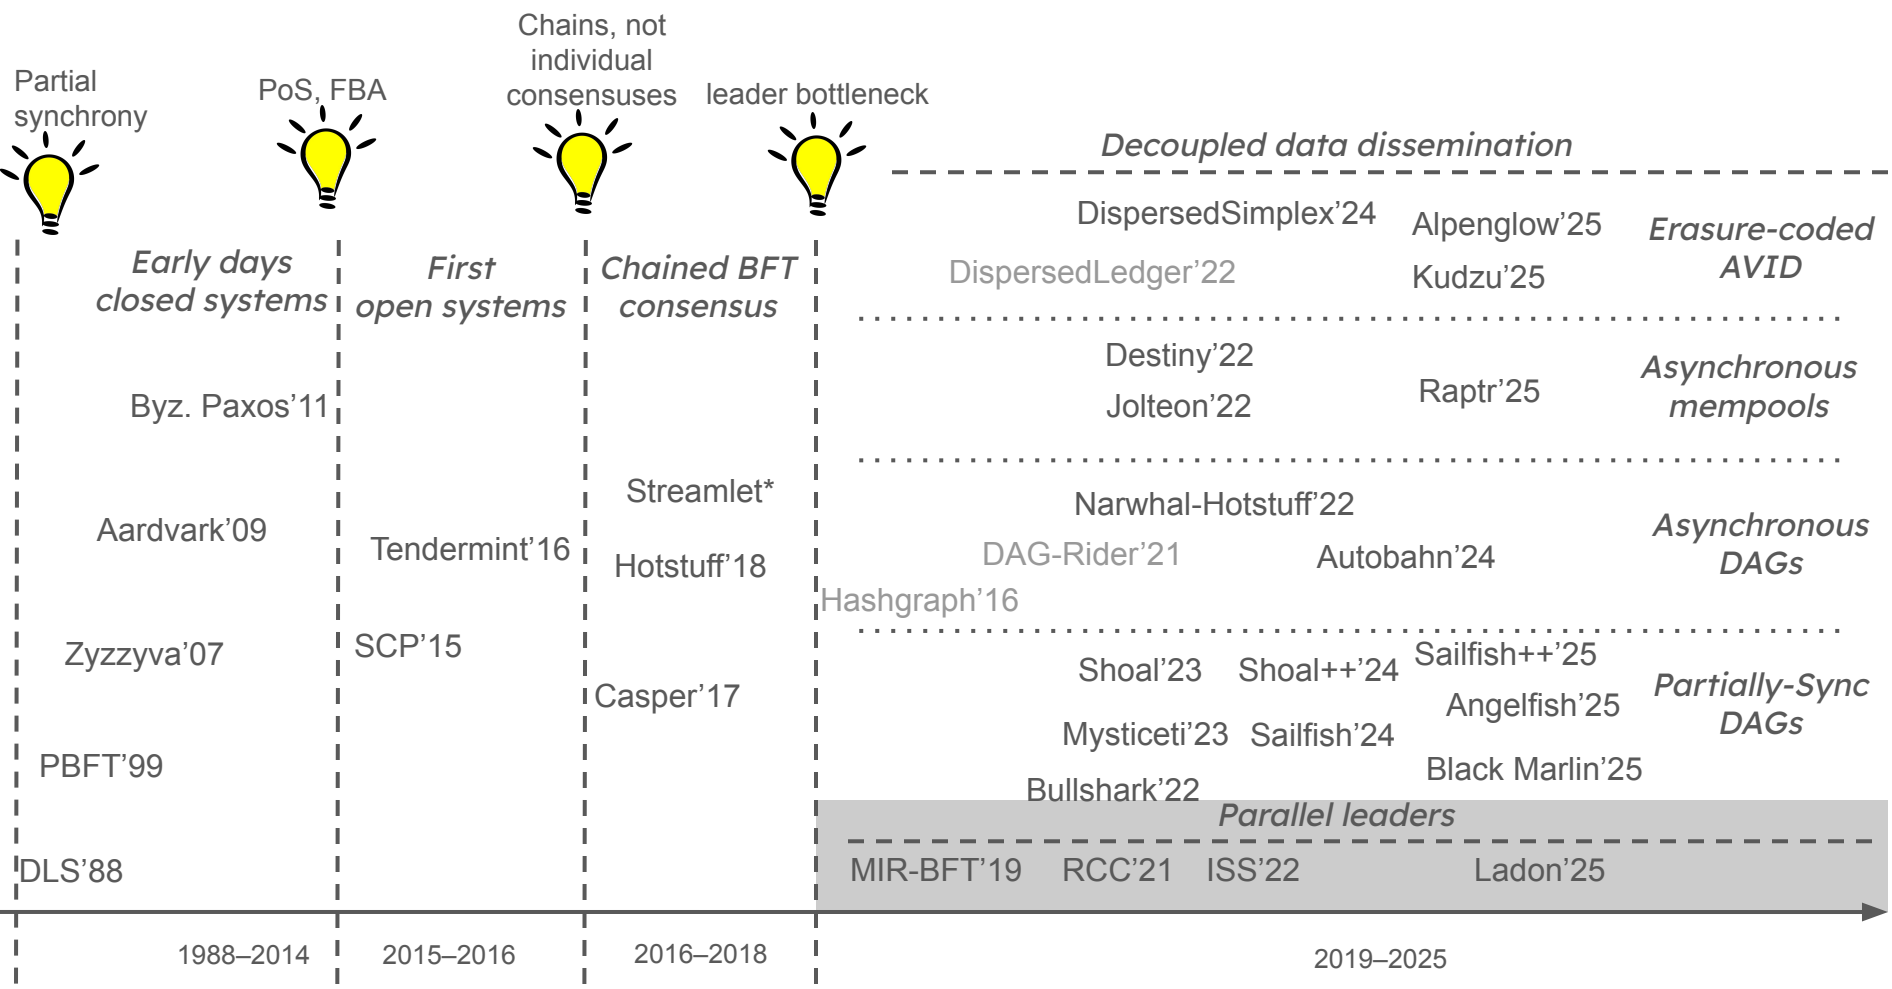 Partial
synchrony
PoS, FBA
Chains, not
individual
consensuses
leader bottleneck
Early days
closed systems
Byz. Paxos’11
Aardvark’09
Zyzzyva’07
PBFT’99
DLS’88
First
open systems
Tendermint’16
SCP’15
Chained BFT
consensus
Streamlet*
Hotstuff’18
Casper’17
Decoupled data dissemination
DispersedSimplex’24
Alpenglow’25
DispersedLedger’22
Kudzu’25
Erasure-coded
AVID
Destiny’22
Jolteon’22
Raptr’25
Asynchronous
mempools
Narwhal-Hotstuff’22
DAG-Rider’21
Autobahn’24
Hashgraph’16
Asynchronous
DAGs
Shoal’23
Shoal++’24
Sailfish++’25
Angelfish’25
Mysticeti’23
Sailfish’24
Black Marlin’25
Bullshark’22
Partially-Sync
DAGs
Parallel leaders
MIR-BFT’19
RCC’21
ISS’22
Ladon’25
1988–2014
2015–2016
2016–2018
2019–2025